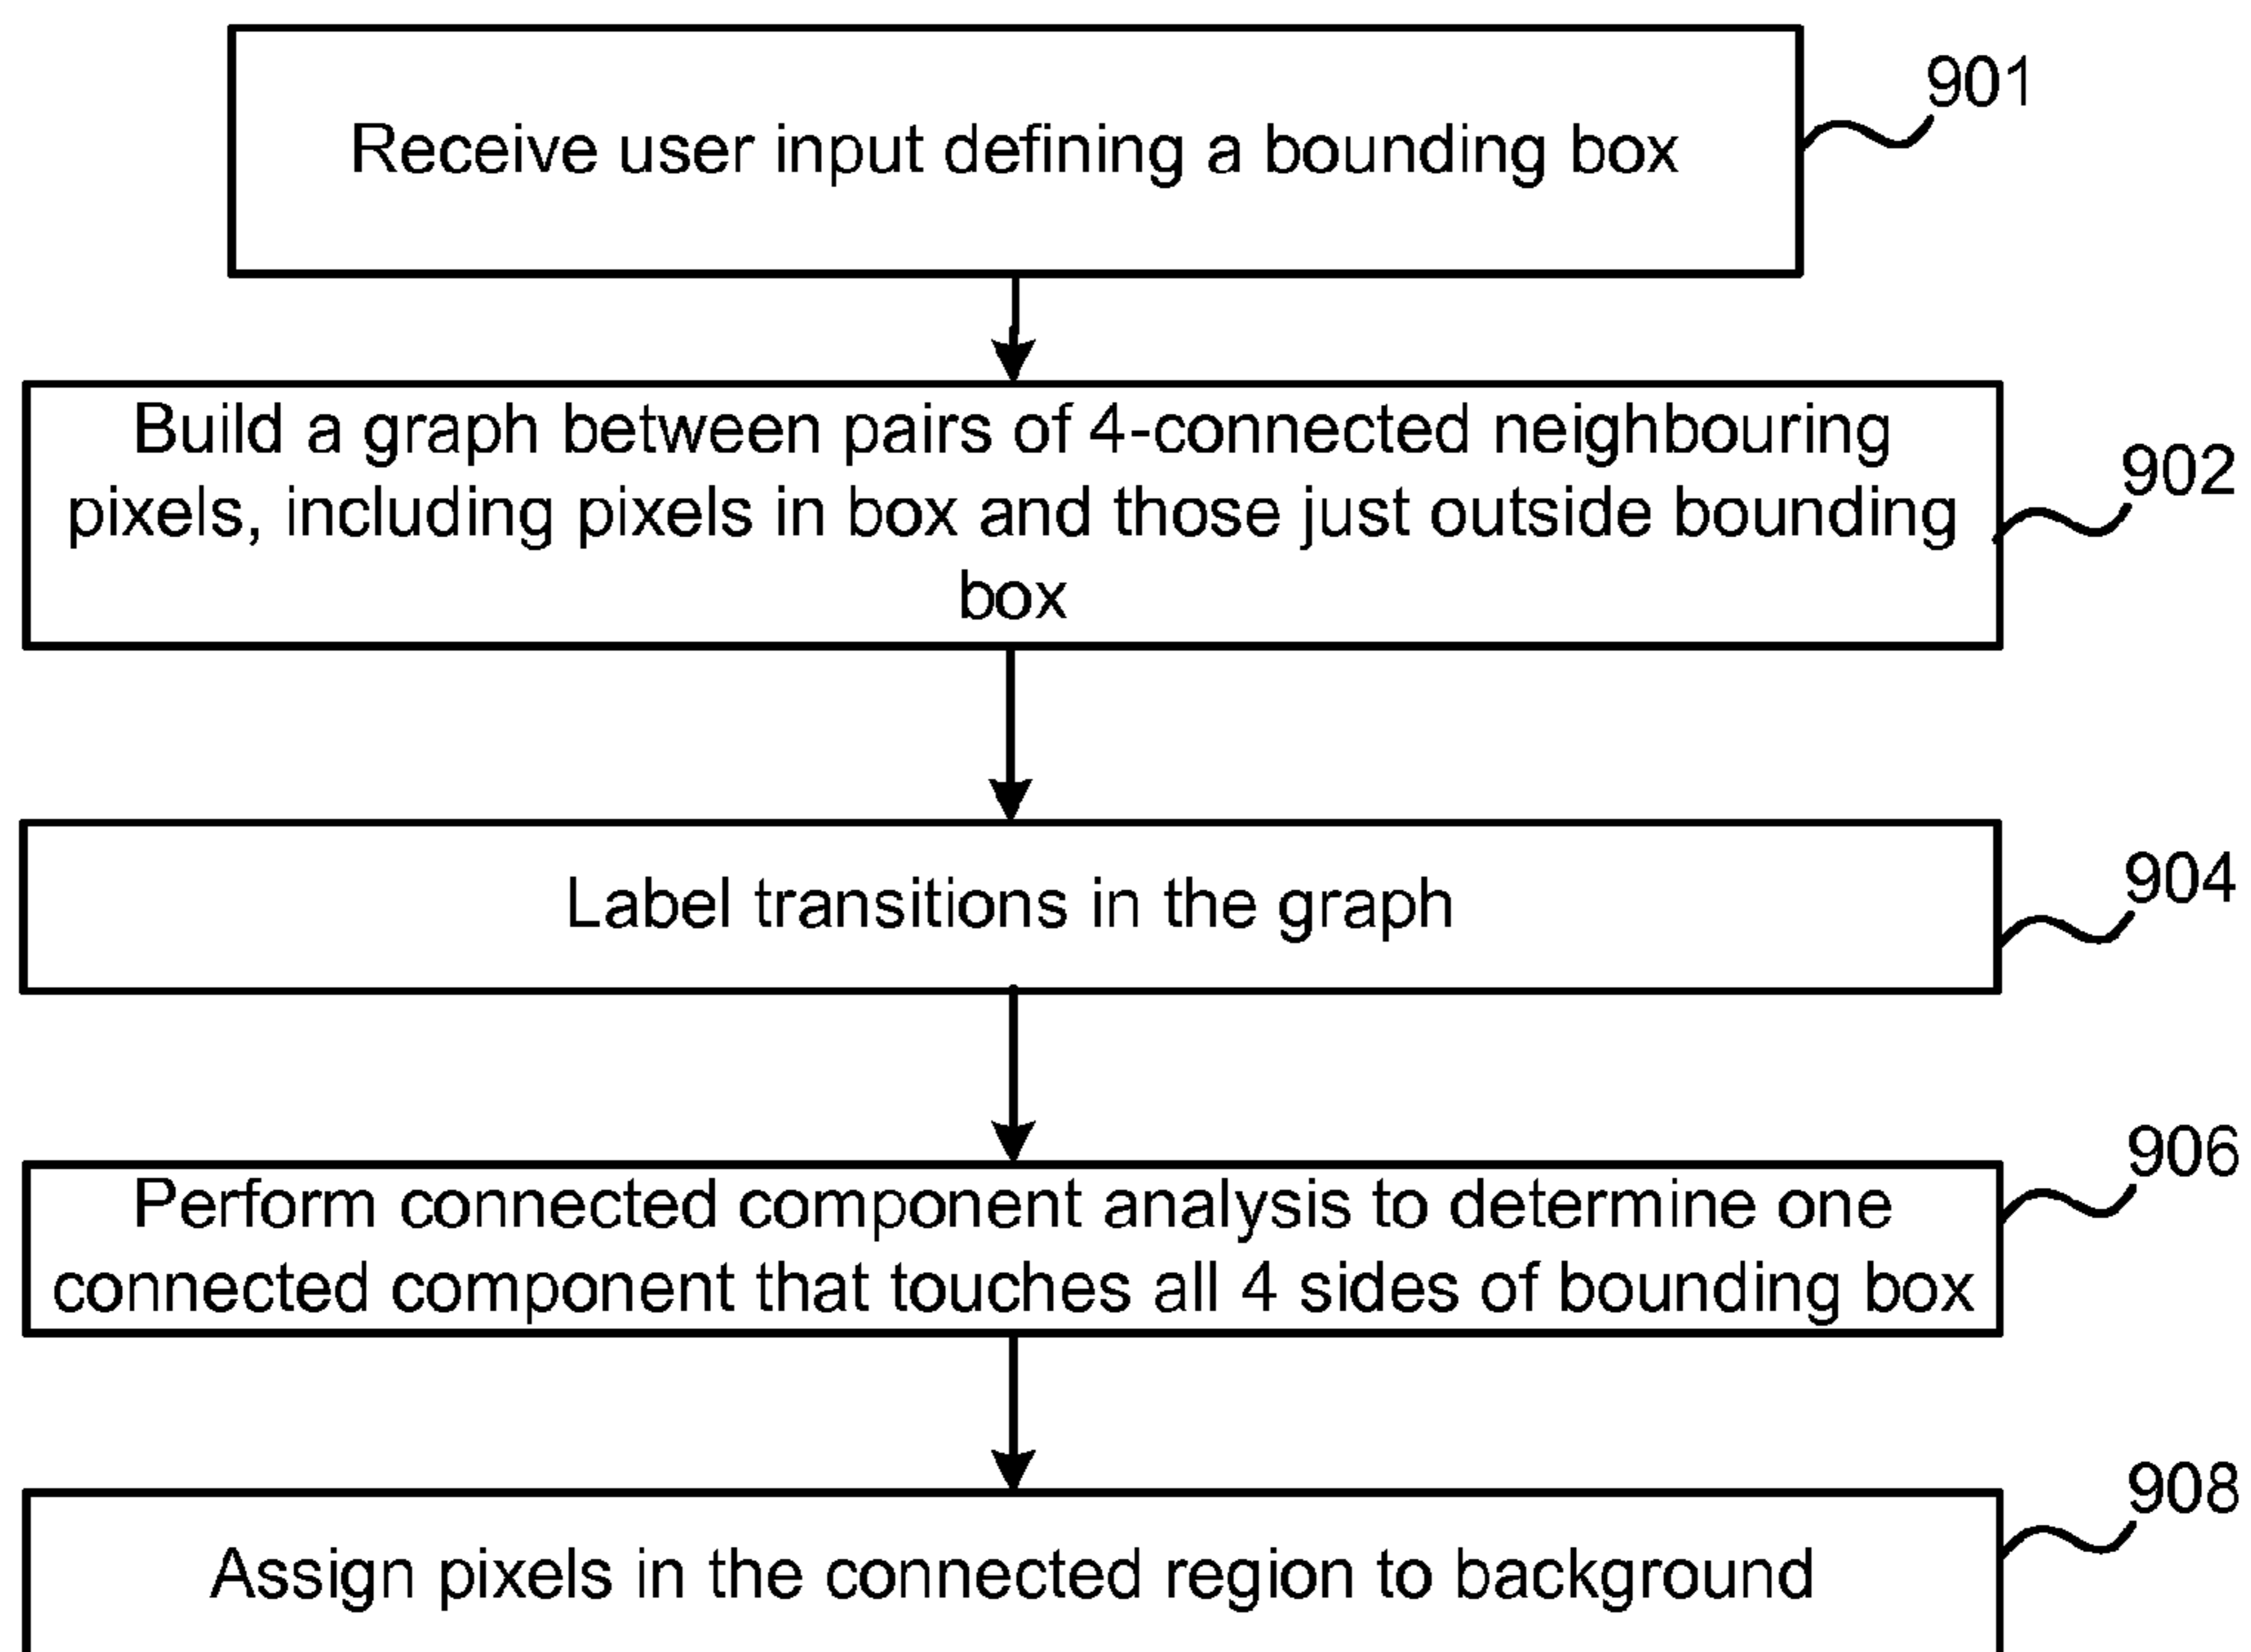 901
Receive user input defining a bounding box
Build a graph between pairs of 4-connected neighbouring
902
pixels, including pixels in box and those just outside bounding
box
904
Label transitions in the graph
906
Perform connected component analysis to determine one
connected component that touches all 4 sides of bounding box
908
Assign pixels in the connected region to background